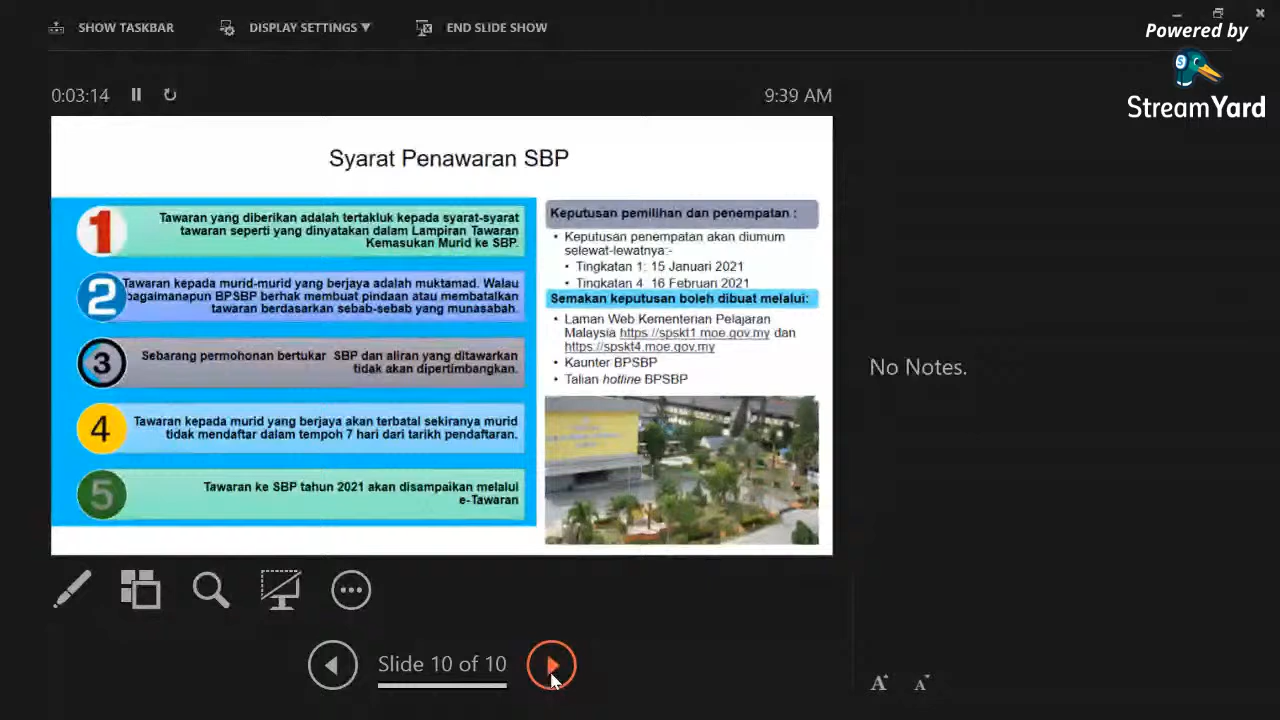 SHOW TASKBAR
DISPLAY SETTINGS ▼
END SLIDE SHOW
Powered by
StreamYard
0:03:14
9:39 AM
Syarat Penawaran SBP
1
Tawaran yang diberikan adalah tertakluk kepada syarat-syarat
tawaran seperti yang dinyatakan dalam Lampiran Tawaran
Kemasukan Murid ke SBP.
2
Tawaran kepada murid-murid yang berjaya adalah muktamad. Walau
bagaimanapun BPSBP berhak membuat pindaan atau membatalkan
tawaran berdasarkan sebab-sebab yang munasabah.
3
Sebarang permohonan bertukar SBP dan aliran yang ditawarkan
tidak akan dipertimbangkan.
4
Tawaran kepada murid yang berjaya akan terbatal sekiranya murid
tidak mendaftar dalam tempoh 7 hari dari tarikh pendaftaran.
5
Tawaran ke SBP tahun 2021 akan disampaikan melalui
e-Tawaran
Keputusan pemilihan dan penempatan :
• Keputusan penempatan akan diumum
selewat-lewatnya:-
• Tingkatan 1: 15 Januari 2021
• Tingkatan 4: 16 Februari 2021
Semakan keputusan boleh dibuat melalui:
• Laman Web Kementerian Pelajaran
Malaysia https://spskt1.moe.gov.my dan
https://spskt4.moe.gov.my
• Kaunter BPSBP
• Talian hotline BPSBP
No Notes.
Slide 10 of 10
A A